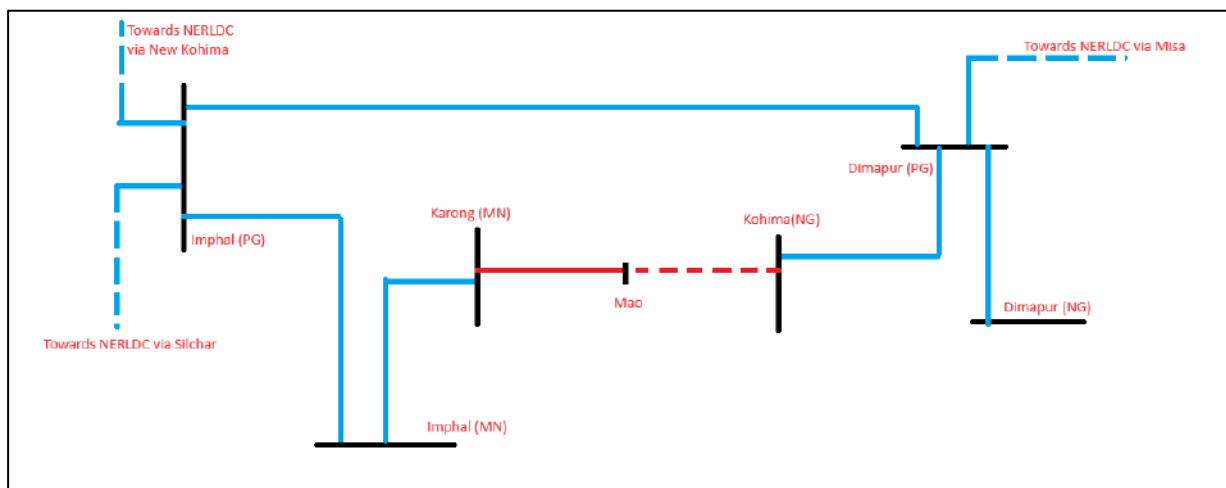 Towards NERLDC
via New Kohima
Towards NERLDC via Misa
Dimapur (PG)
Karong (MN)
Kohima(NG)
Imphal (PG)
Mao
Dimapur (NG)
Towards NERLDC via Silchar
Imphal (MN)